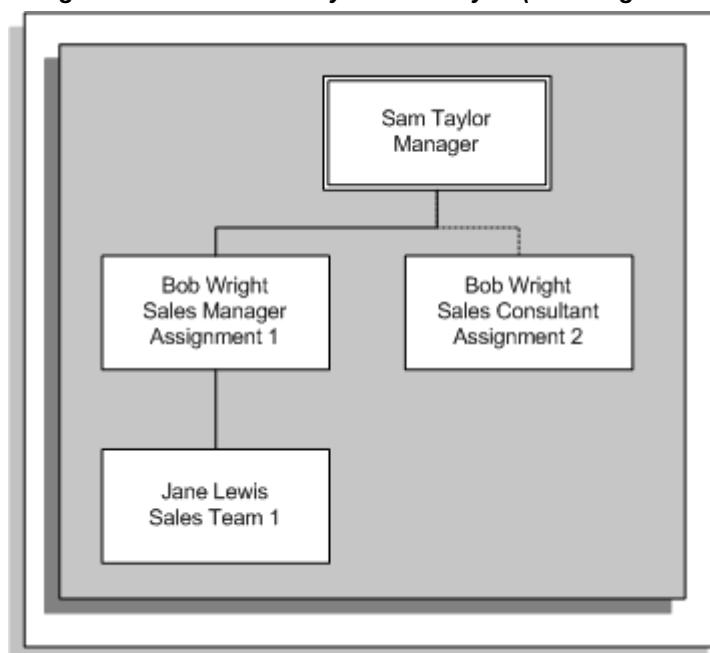 Sam Taylor
Manager
Bob Wright
Sales Manager
Assignment 1
Bob Wright
Sales Consultant
Assignment 2
Jane Lewis
Sales Team 1